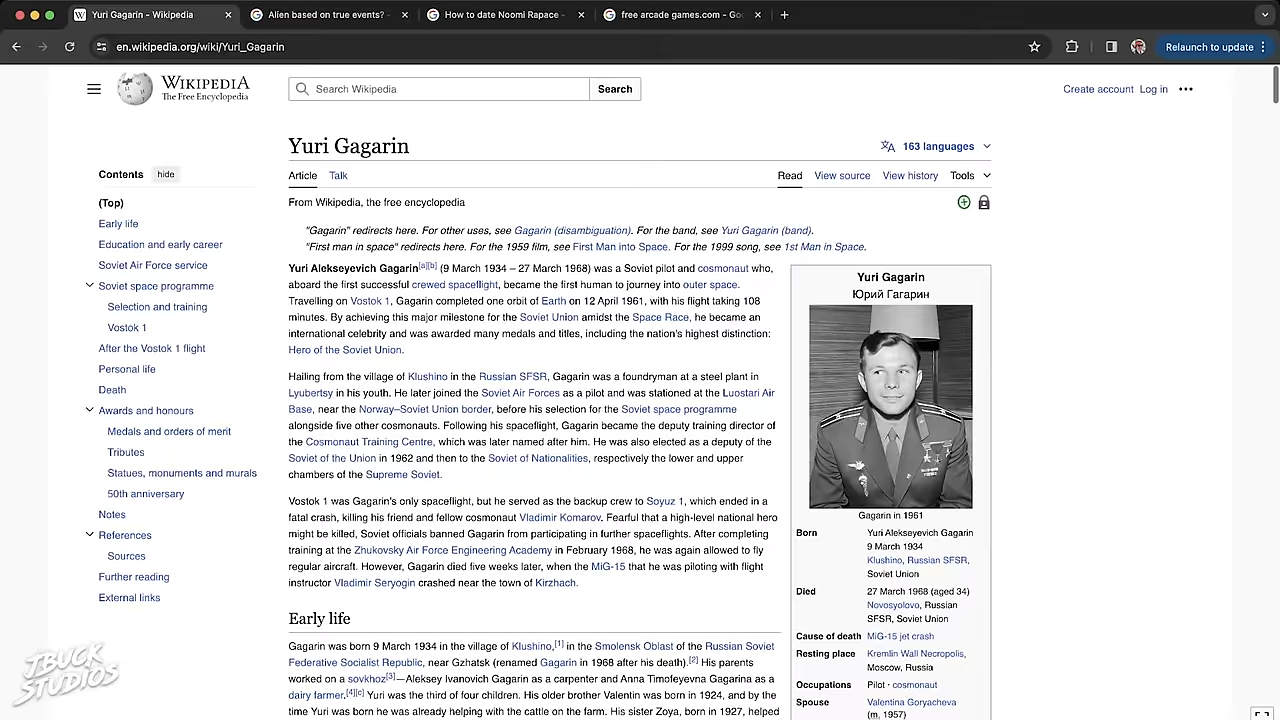 Yuri Gagarin - Wikipedia
Alien based on true events? -
How to date Noomi Rapace -
free arcade games.com - Goo
en.wikipedia.org/wiki/Yuri_Gagarin
Relaunch to update
WIKIPEDIA
The Free Encyclopedia
Search Wikipedia
Search
Create account Log in
Yuri Gagarin
163 languages
Contents hide
Article Talk
Read View source View history Tools
(Top)
From Wikipedia, the free encyclopedia
Early life
Education and early career
Soviet Air Force service
Soviet space programme
Selection and training
Vostok 1
After the Vostok 1 flight
Personal life
Death
Awards and honours
Medals and orders of merit
Tributes
Statues, monuments and murals
50th anniversary
Notes
References
Sources
Further reading
External links
"Gagarin" redirects here. For other uses, see Gagarin (disambiguation). For the band, see Yuri Gagarin (band).
"First man in space" redirects here. For the 1959 film, see First Man into Space. For the 1999 song, see 1st Man in Space.
Yuri Alekseyevich Gagarin[a][b] (9 March 1934 – 27 March 1968) was a Soviet pilot and cosmonaut who,
aboard the first successful crewed spaceflight, became the first human to journey into outer space.
Travelling on Vostok 1, Gagarin completed one orbit of Earth on 12 April 1961, with his flight taking 108
minutes. By achieving this major milestone for the Soviet Union amidst the Space Race, he became an
international celebrity and was awarded many medals and titles, including the nation's highest distinction:
Hero of the Soviet Union.
Hailing from the village of Klushino in the Russian SFSR, Gagarin was a foundryman at a steel plant in
Lyubertsy in his youth. He later joined the Soviet Air Forces as a pilot and was stationed at the Luostari Air
Base, near the Norway–Soviet Union border, before his selection for the Soviet space programme
alongside five other cosmonauts. Following his spaceflight, Gagarin became the deputy training director of
the Cosmonaut Training Centre, which was later named after him. He was also elected as a deputy of the
Soviet of the Union in 1962 and then to the Soviet of Nationalities, respectively the lower and upper
chambers of the Supreme Soviet.
Vostok 1 was Gagarin's only spaceflight, but he served as the backup crew to Soyuz 1, which ended in a
fatal crash, killing his friend and fellow cosmonaut Vladimir Komarov. Fearful that a high-level national hero
might be killed, Soviet officials banned Gagarin from participating in further spaceflights. After completing
training at the Zhukovsky Air Force Engineering Academy in February 1968, he was again allowed to fly
regular aircraft. However, Gagarin died five weeks later, when the MiG-15 that he was piloting with flight
instructor Vladimir Seryogin crashed near the town of Kirzhach.
Early life
Gagarin was born 9 March 1934 in the village of Klushino,[1] in the Smolensk Oblast of the Russian Soviet
Federative Socialist Republic, near Gzhatsk (renamed Gagarin in 1968 after his death).[2] His parents
worked on a sovkhoz[3]—Aleksey Ivanovich Gagarin as a carpenter and Anna Timofeyevna Gagarina as a
dairy farmer.[4][c] Yuri was the third of four children. His older brother Valentin was born in 1924, and by the
time Yuri was born he was already helping with the cattle on the farm. His sister Zoya, born in 1927, helped
Yuri Gagarin
Юрий Гагарин
Gagarin in 1961
Born Yuri Alekseyevich Gagarin
9 March 1934
Klushino, Russian SFSR,
Soviet Union
Died 27 March 1968 (aged 34)
Novosyolovo, Russian
SFSR, Soviet Union
Cause of death MiG-15 jet crash
Resting place Kremlin Wall Necropolis,
Moscow, Russia
Occupations Pilot · cosmonaut
Spouse Valentina Goryacheva
(m. 1957)
JBUCK
STUDIOS